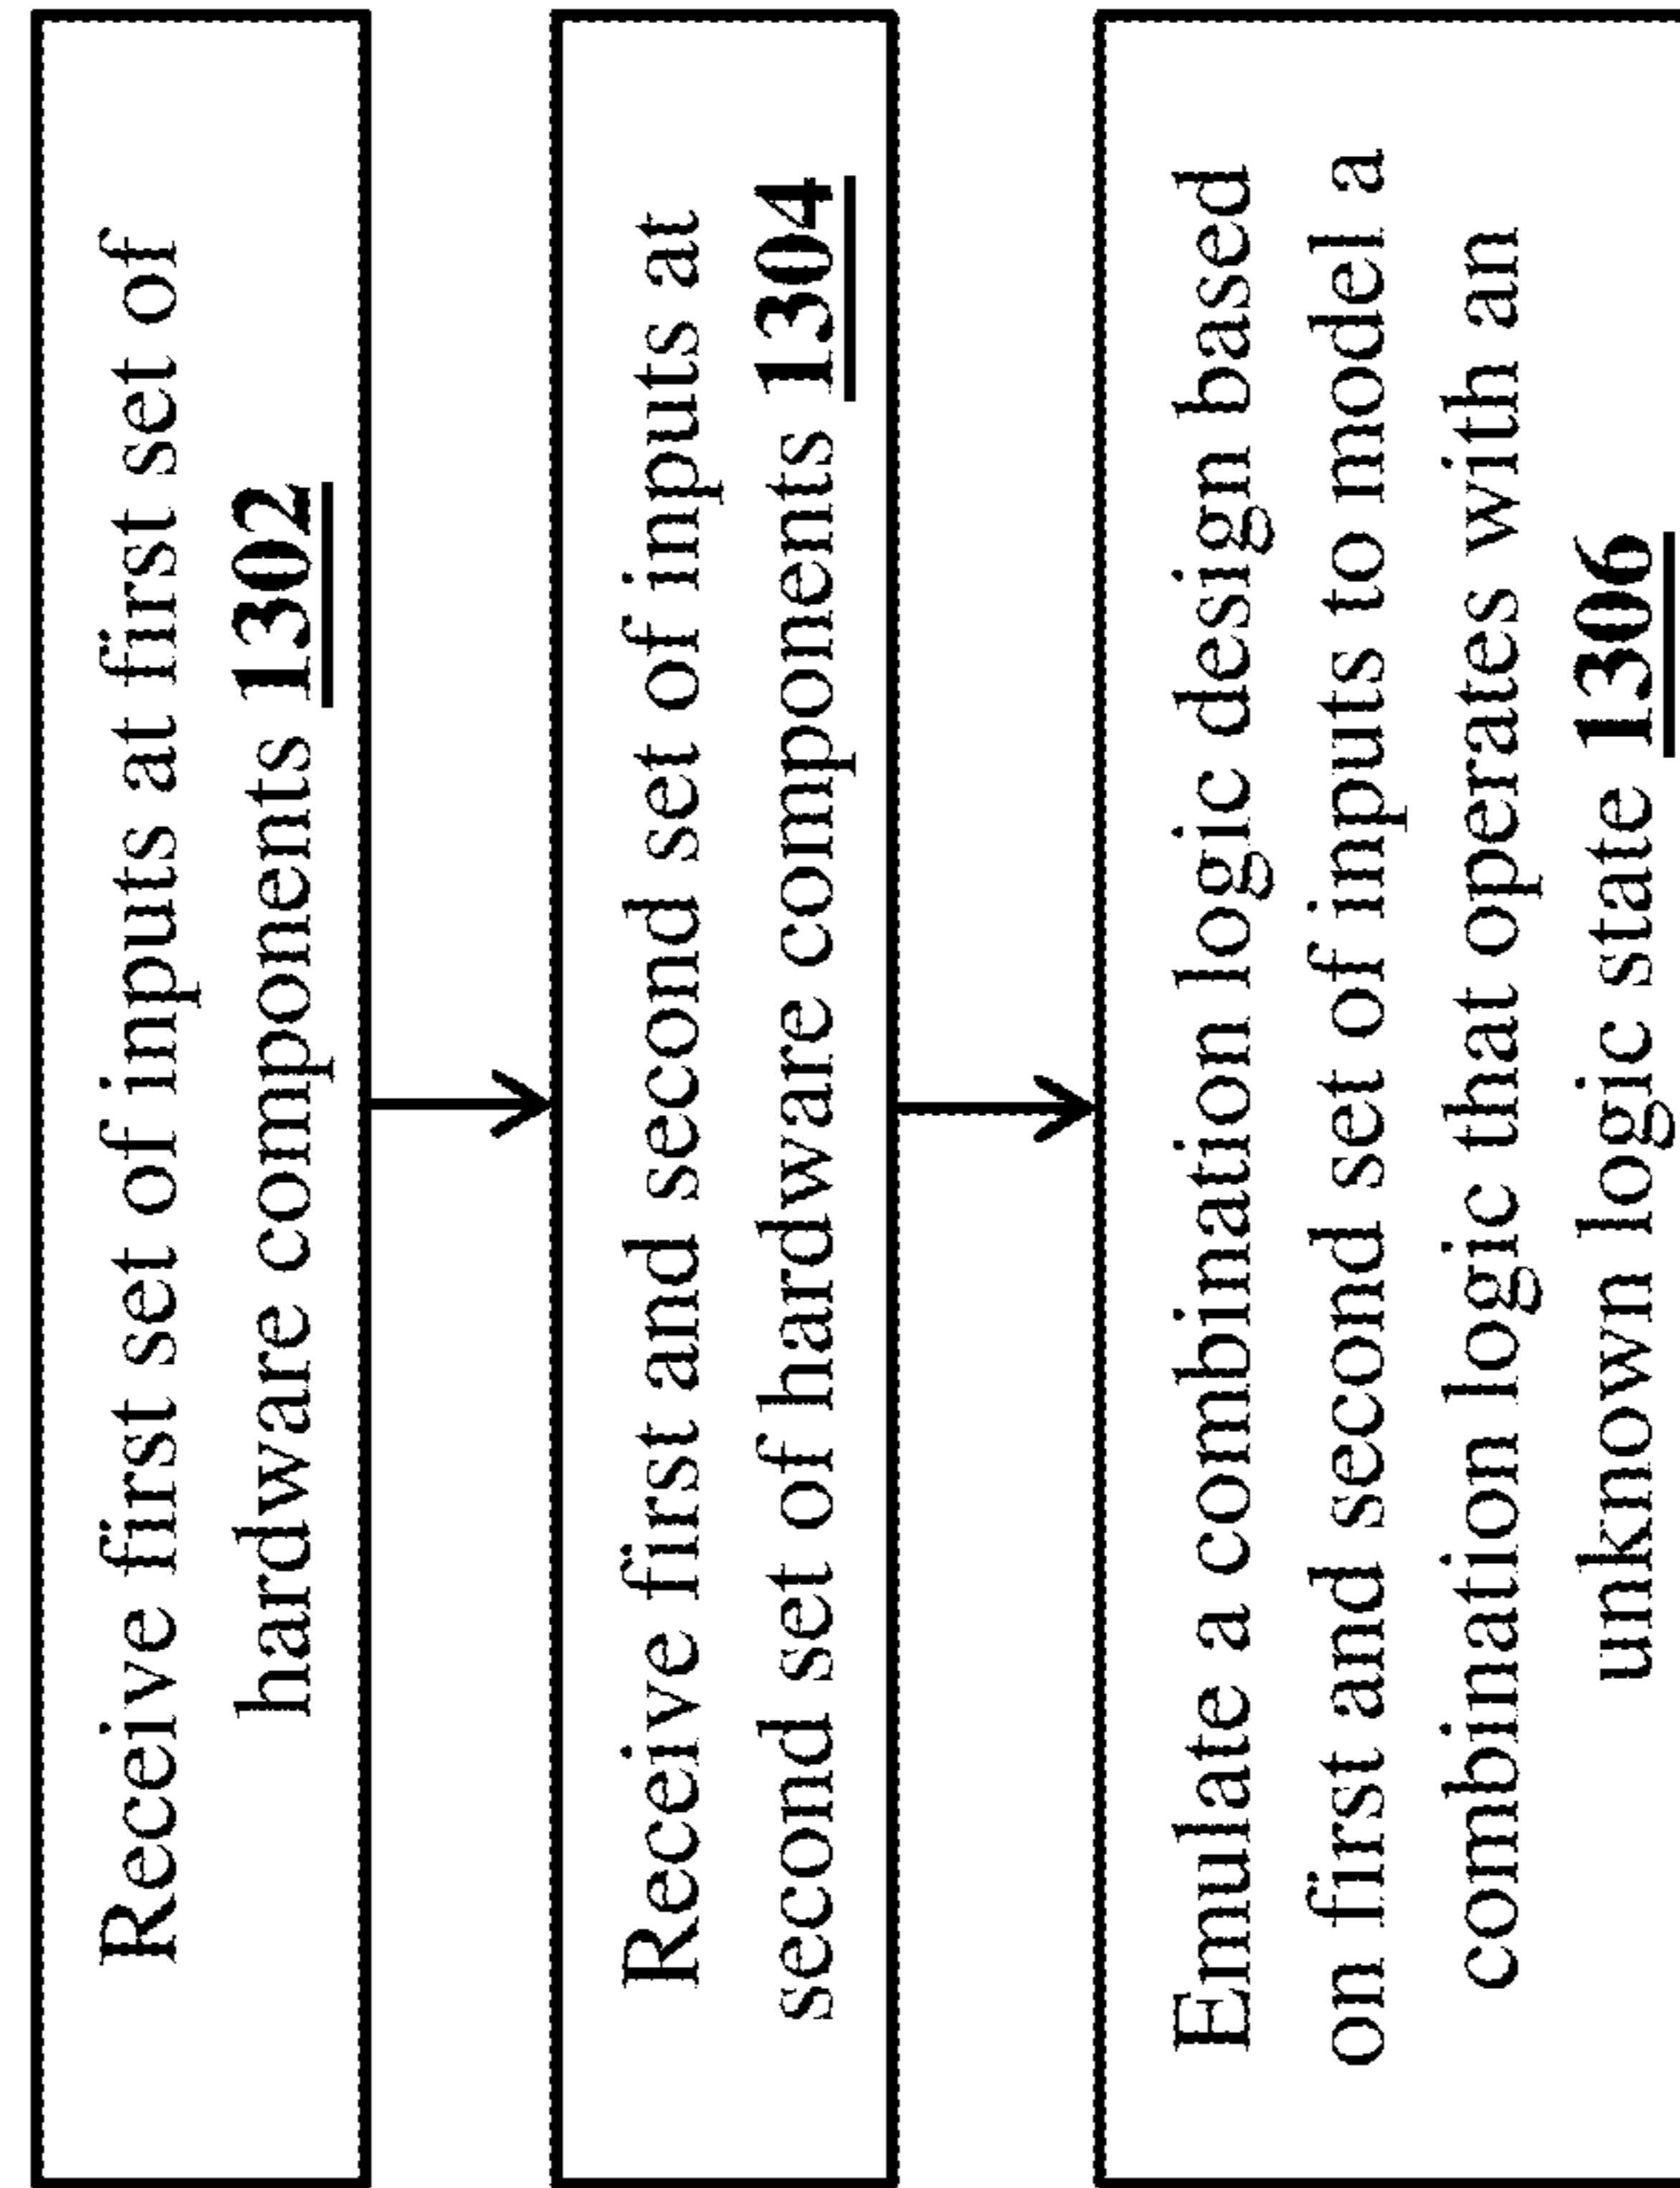 Receive first set of inputs at first set of
hardware components 1302
Receive first and second set of inputs at
second set of hardware components 1304
Emulate a combination logic design based
on first and second set of inputs to model a
combination logic that operates with an
unknown logic state 1306